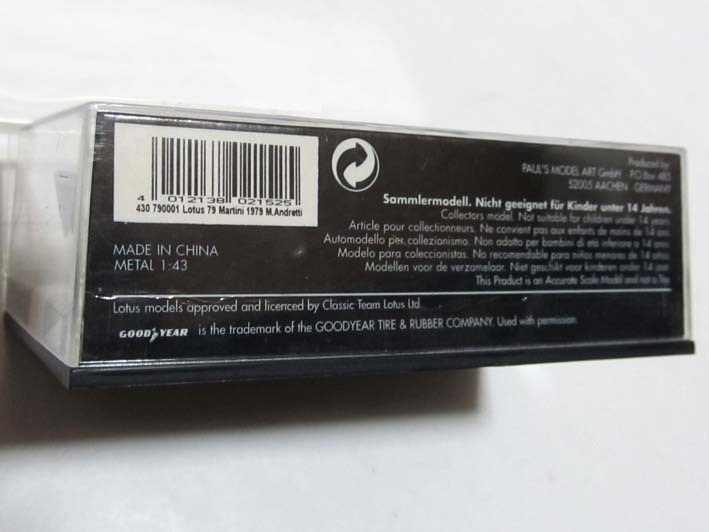 4 012138 021525
430 790001 Lotus 79 Martini 1979 M.Andretti
MADE IN CHINA
METAL 1:43
Produced by:
PAUL'S MODEL ART GmbH P.O.Box 485
52005 AACHEN GERMANY
Sammlermodell. Nicht geeignet für Kinder unter 14 Jahren.
Collectors model. Not suitable for children under 14 years.
Article pour collectionneurs. Ne convient pas aux enfants de moins de 14 ans.
Automodello per collezionismo. Non adatto per bambini di età inferiore a 14 anni.
Modelo para coleccionistas. No recomendable para niños menores de 14 años.
Modellen voor de verzamelaar. Niet geschikt voor kinderen onder 14 jaar.
This Product is an Accurate Scale Model and not a Toy
Lotus models approved and licenced by Classic Team Lotus Ltd.
GOODYEAR is the trademark of the GOODYEAR TIRE & RUBBER COMPANY. Used with permission.